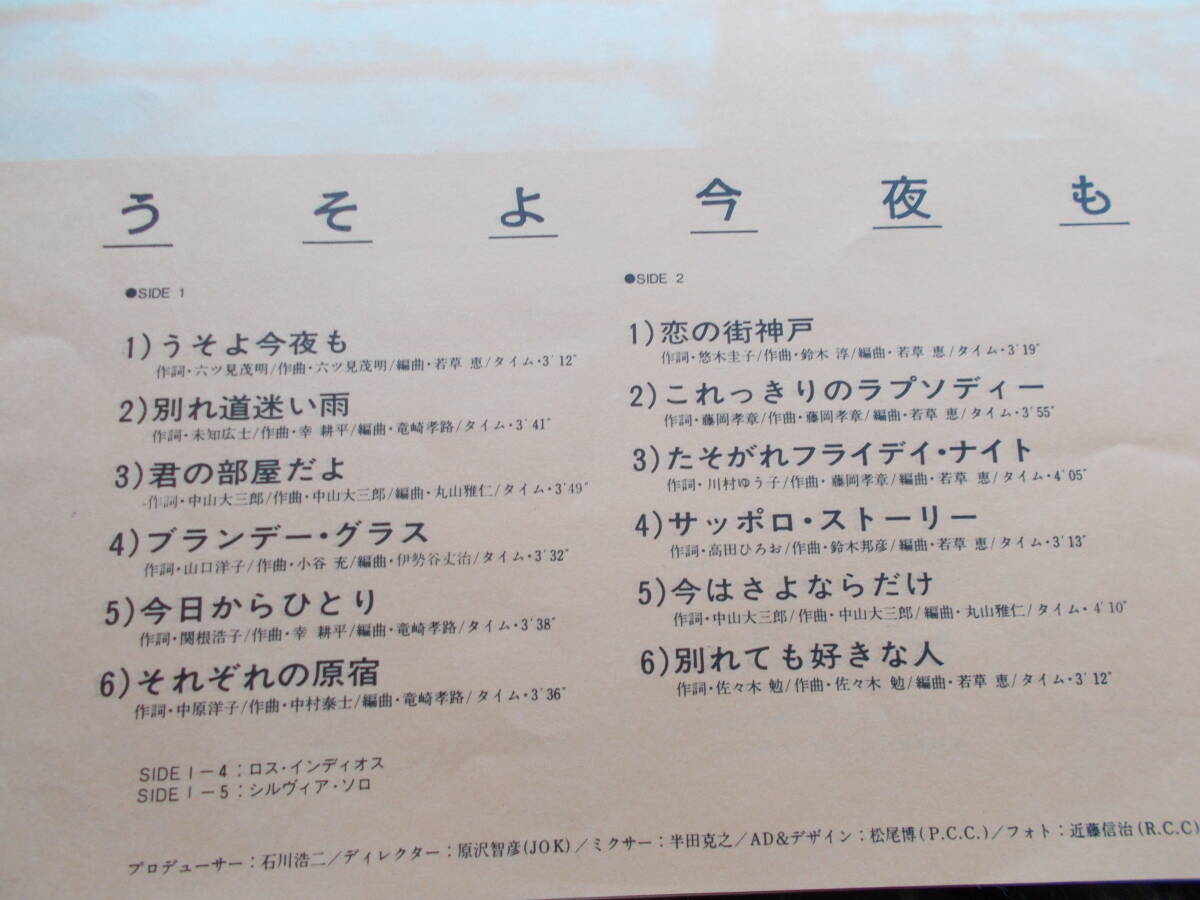 うそよ今夜も
●SIDE 1
1)うそよ今夜も
作詞・六ツ見茂明/作曲・六ツ見茂明/編曲・若草 恵/タイム・3′12″
2)別れ道迷い雨
作詞・未知広士/作曲・幸 耕平/編曲・竜崎孝路/タイム・3′41″
3)君の部屋だよ
作詞・中山大三郎/作曲・中山大三郎/編曲・丸山雅仁/タイム・3′49″
4)ブランデー・グラス
作詞・山口洋子/作曲・小谷 充/編曲・伊勢谷丈治/タイム・3′32″
5)今日からひとり
作詞・関根浩子/作曲・幸 耕平/編曲・竜崎孝路/タイム・3′38″
6)それぞれの原宿
作詞・中原洋子/作曲・中村泰士/編曲・竜崎孝路/タイム・3′36″
●SIDE 2
1)恋の街神戸
作詞・悠木圭子/作曲・鈴木 淳/編曲・若草 恵/タイム・3′19″
2)これっきりのラプソディー
作詞・藤岡孝章/作曲・藤岡孝章/編曲・若草 恵/タイム・3′55″
3)たそがれフライデイ・ナイト
作詞・川村ゆう子/作曲・藤岡孝章/編曲・若草 恵/タイム・4′05″
4)サッポロ・ストーリー
作詞・高田ひろお/作曲・鈴木邦彦/編曲・若草 恵/タイム・3′13″
5)今はさよならだけ
作詞・中山大三郎/作曲・中山大三郎/編曲・丸山雅仁/タイム・4′10″
6)別れても好きな人
作詞・佐々木 勉/作曲・佐々木 勉/編曲・若草 恵/タイム・3′12″
SIDE I－4：ロス・インディオス
SIDE I－5：シルヴィア・ソロ
プロデューサー：石川浩二/ディレクター：原沢智彦(JOK)/ミクサー：半田克之/AD&デザイン：松尾博(P.C.C.)/フォト：近藤信治(R.C.C)